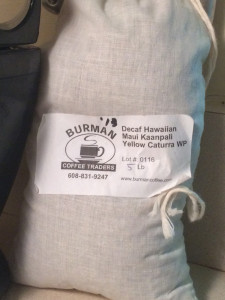 BURMAN
COFFEE TRADERS
608-831-9247
Decaf Hawaiian
Maui Kaanpali
Yellow Caturra WP
Lot # 0116
5 Lb
www.burmancoffee.com